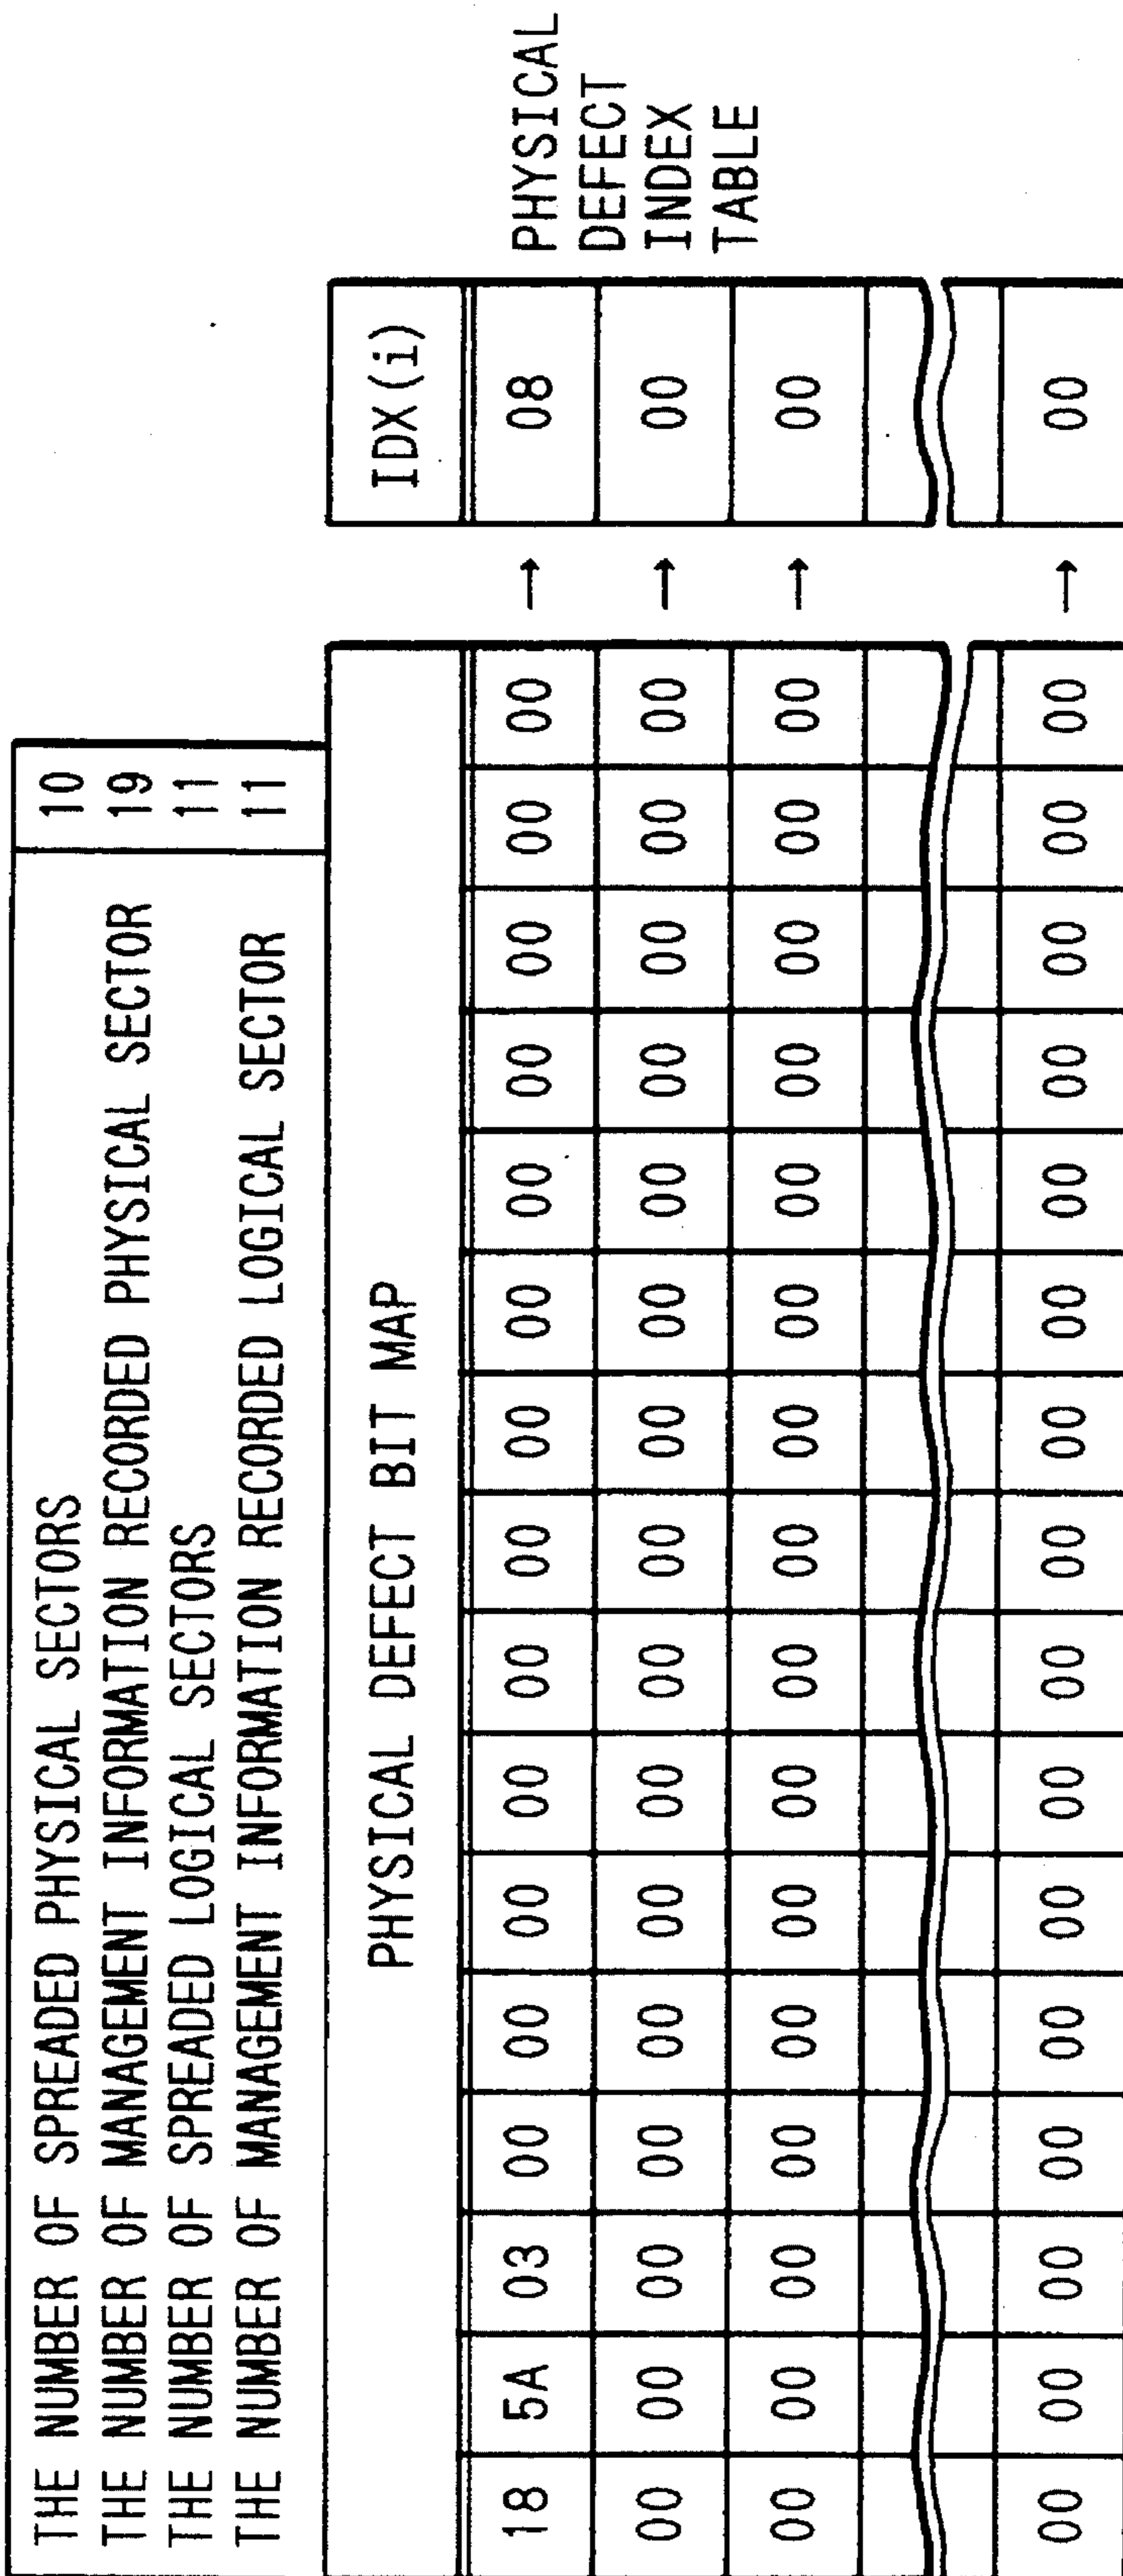 THE NUMBER OF SPREADED PHYSICAL SECTORS 10
THE NUMBER OF MANAGEMENT INFORMATION RECORDED PHYSICAL SECTOR 19
THE NUMBER OF SPREADED LOGICAL SECTORS 11
THE NUMBER OF MANAGEMENT INFORMATION RECORDED LOGICAL SECTOR 11
PHYSICAL DEFECT BIT MAP IDX(i)
18 5A 03 00 00 00 00 00 00 00 00 00 00 00 00 00 → 08
00 00 00 00 00 00 00 00 00 00 00 00 00 00 00 00 → 00
00 00 00 00 00 00 00 00 00 00 00 00 00 00 00 00 → 00
00 00 00 00 00 00 00 00 00 00 00 00 00 00 00 00 → 00
PHYSICAL
DEFECT
INDEX
TABLE